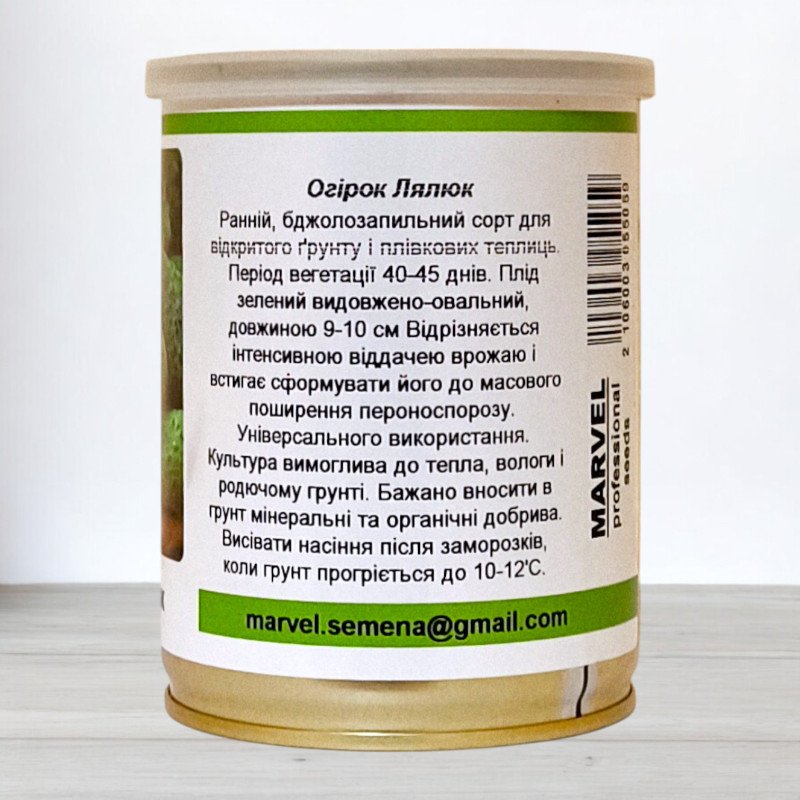 Огірок Лялюк
Ранній, бджолозапильний сорт для
відкритого ґрунту і плівкових теплиць.
Період вегетації 40-45 днів. Плід
зелений видовжено-овальний,
довжиною 9-10 см Відрізняється
інтенсивною віддачею врожаю і
встигає сформувати його до масового
поширення пероноспорозу.
Універсального використання.
Культура вимоглива до тепла, вологи і
родючому грунті. Бажано вносити в
грунт мінеральні та органічні добрива.
Висівати насіння після заморозків,
коли грунт прогріється до 10-12'С.
marvel.semena@gmail.com
MARVEL
professional
seeds
2 106003 055059